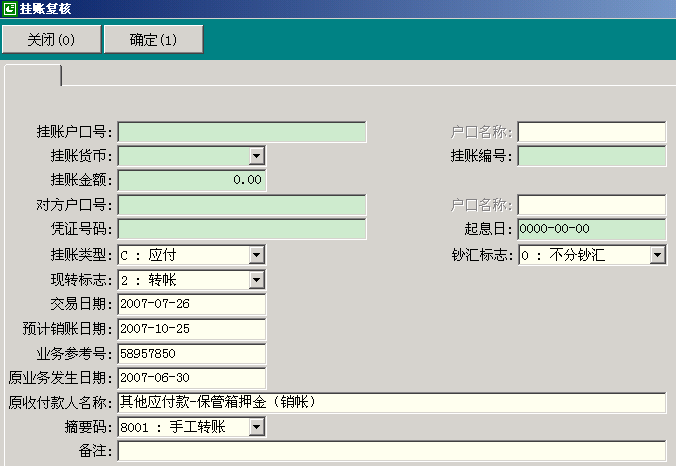 挂账复核
关闭(0) 确定(1)
挂账户口号: 户口名称:
挂账货币: 挂账编号:
挂账金额: 0.00
对方户口号: 户口名称:
凭证号码: 起息日: 0000-00-00
挂账类型: C : 应付 钞汇标志: 0 : 不分钞汇
现转标志: 2 : 转帐
交易日期: 2007-07-26
预计销账日期: 2007-10-25
业务参考号: 58957850
原业务发生日期: 2007-06-30
原收付款人名称: 其他应付款-保管箱押金（销帐）
摘要码: 8001 : 手工转账
备注: